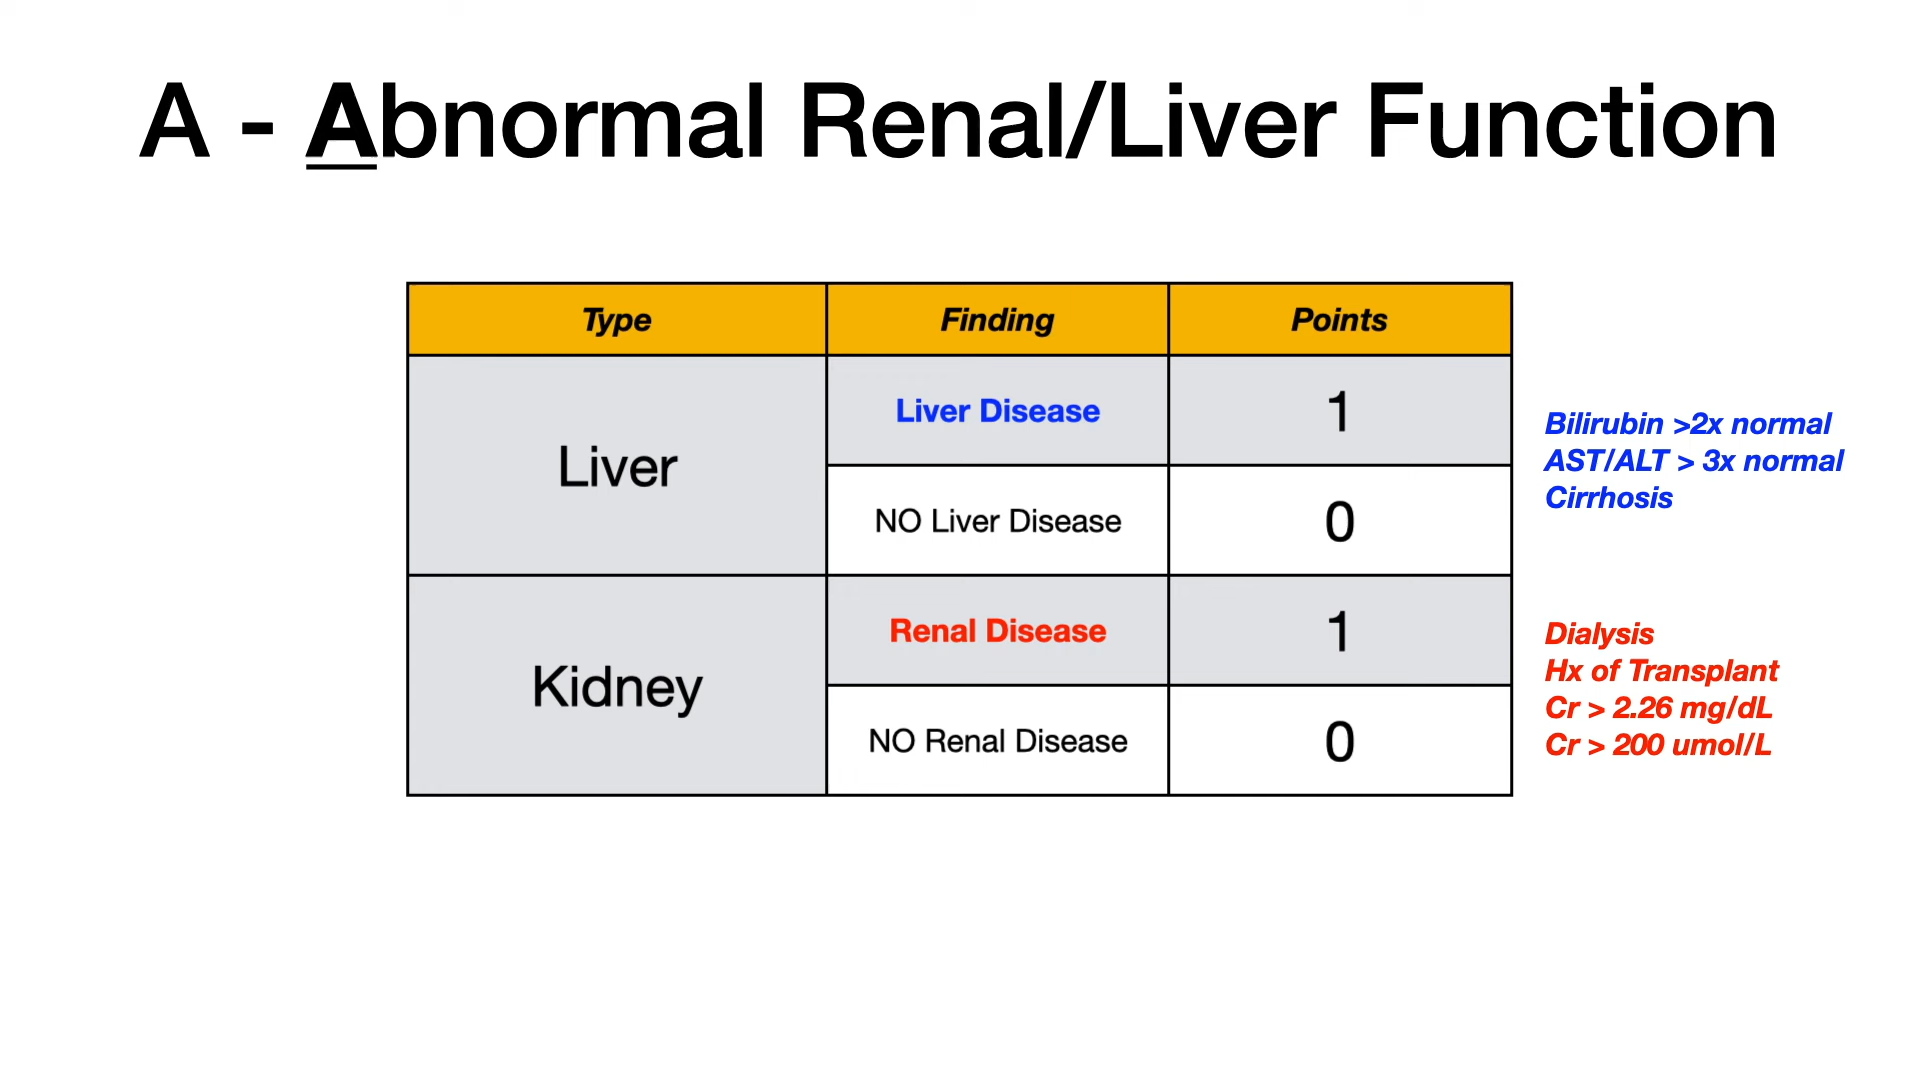 A - Abnormal Renal/Liver Function
Type Finding Points
Liver
Liver Disease 1
NO Liver Disease 0
Bilirubin >2x normal
AST/ALT > 3x normal
Cirrhosis
Kidney
Renal Disease 1
NO Renal Disease 0
Dialysis
Hx of Transplant
Cr > 2.26 mg/dL
Cr > 200 umol/L